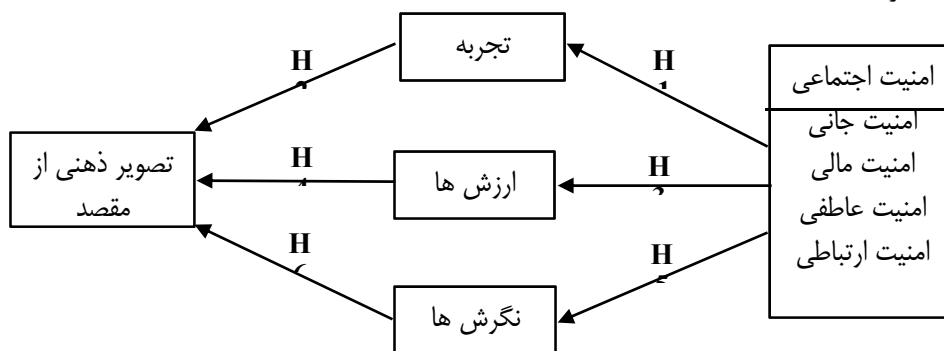 تجربه
امنیت اجتماعی
امنیت جانی
امنیت مالی
امنیت عاطفی
امنیت ارتباطی
ارزش ها
نگرش ها
تصویر ذهنی از
مقصد
H
H
H
H
H
H